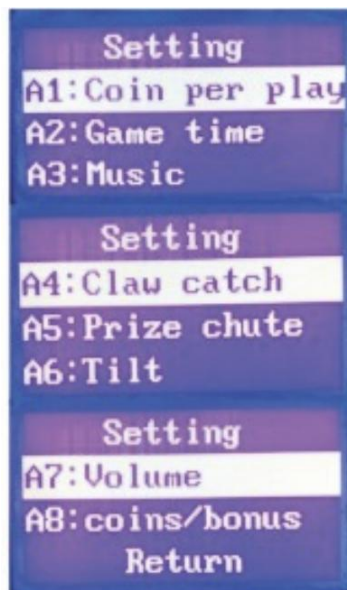 Setting
A1:Coin per play
A2:Game time
A3:Music
Setting
A4:Claw catch
A5:Prize chute
A6:Tilt
Setting
A7:Volume
A8:coins/bonus
Return